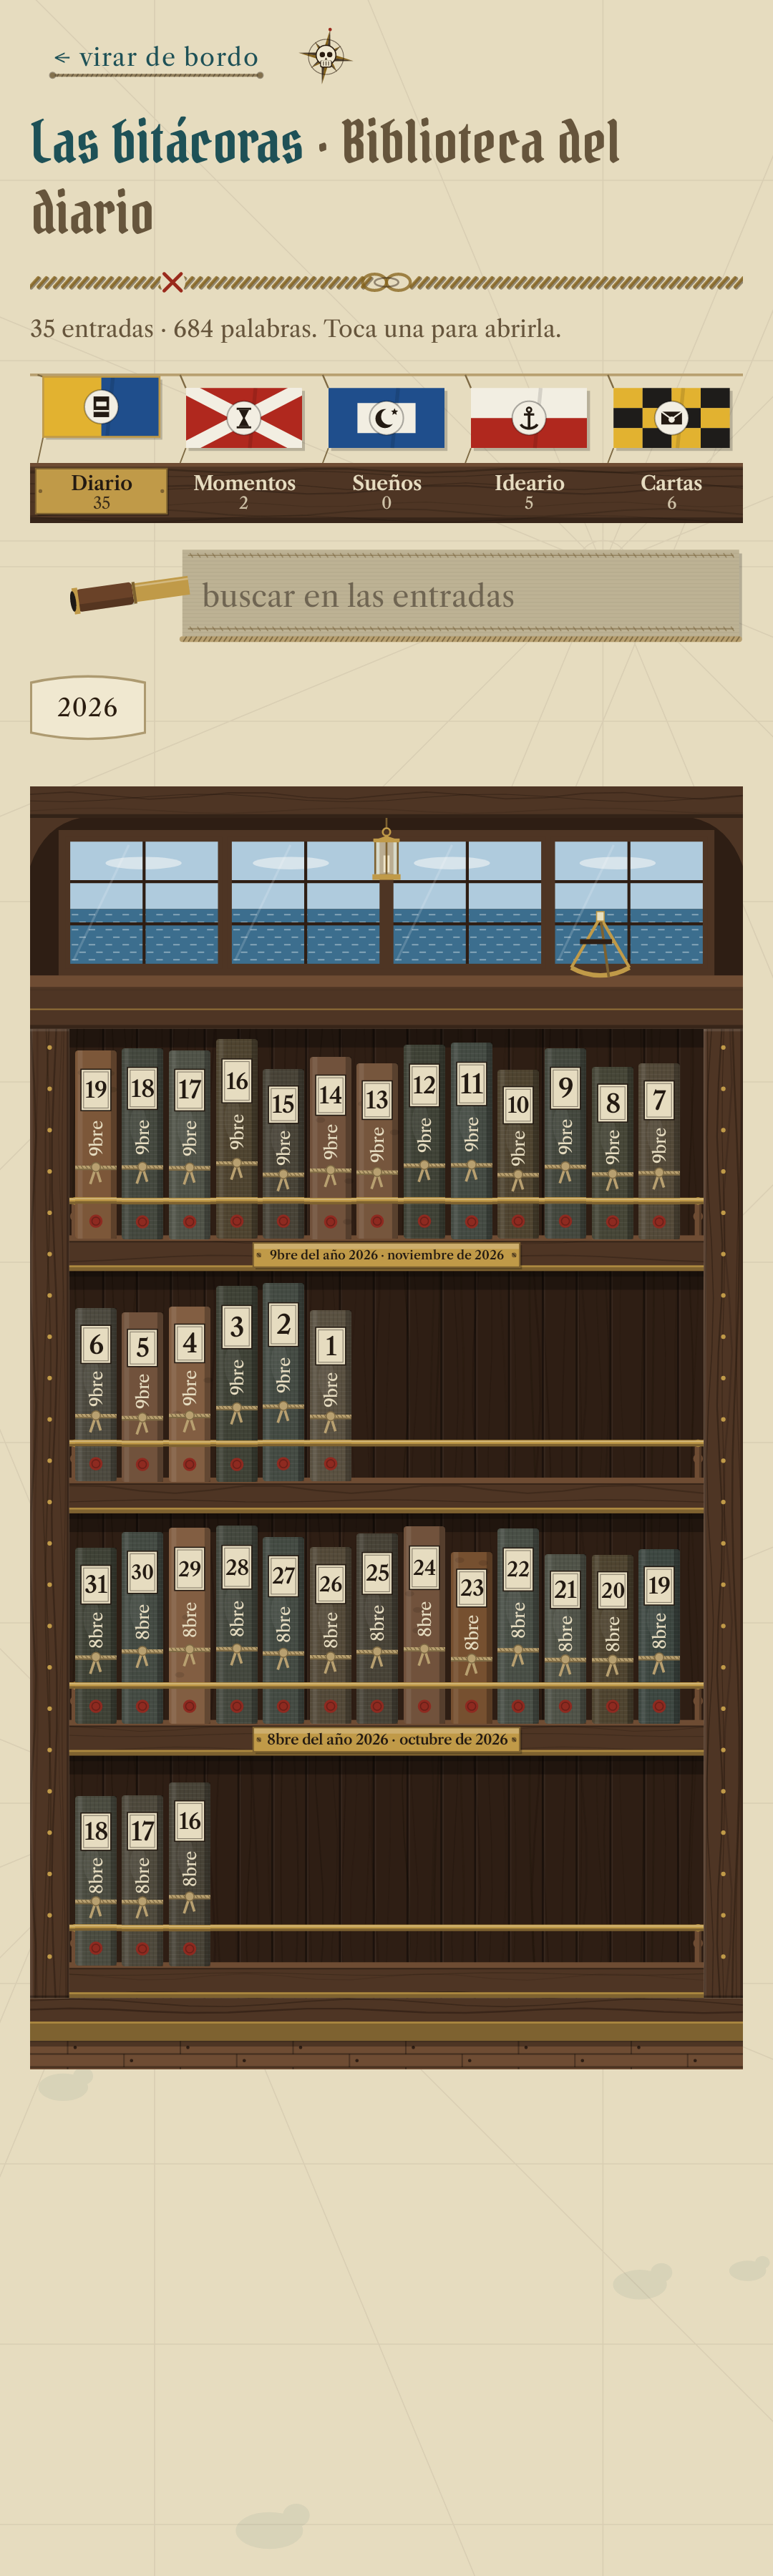 ← virar de bordo
Las bitácoras · Biblioteca del
diario
35 entradas · 684 palabras. Toca una para abrirla.
Diario Momentos Sueños Ideario Cartas
35 2 0 5 6
buscar en las entradas
2026
19 18 17 16 15 14 13 12 11 10 9 8 7
9bre 9bre 9bre 9bre 9bre 9bre 9bre 9bre 9bre 9bre 9bre 9bre 9bre
9bre del año 2026 · noviembre de 2026
6 5 4 3 2 1
9bre 9bre 9bre 9bre 9bre 9bre
31 30 29 28 27 26 25 24 23 22 21 20 19
8bre 8bre 8bre 8bre 8bre 8bre 8bre 8bre 8bre 8bre 8bre 8bre 8bre
8bre del año 2026 · octubre de 2026
18 17 16
8bre 8bre 8bre